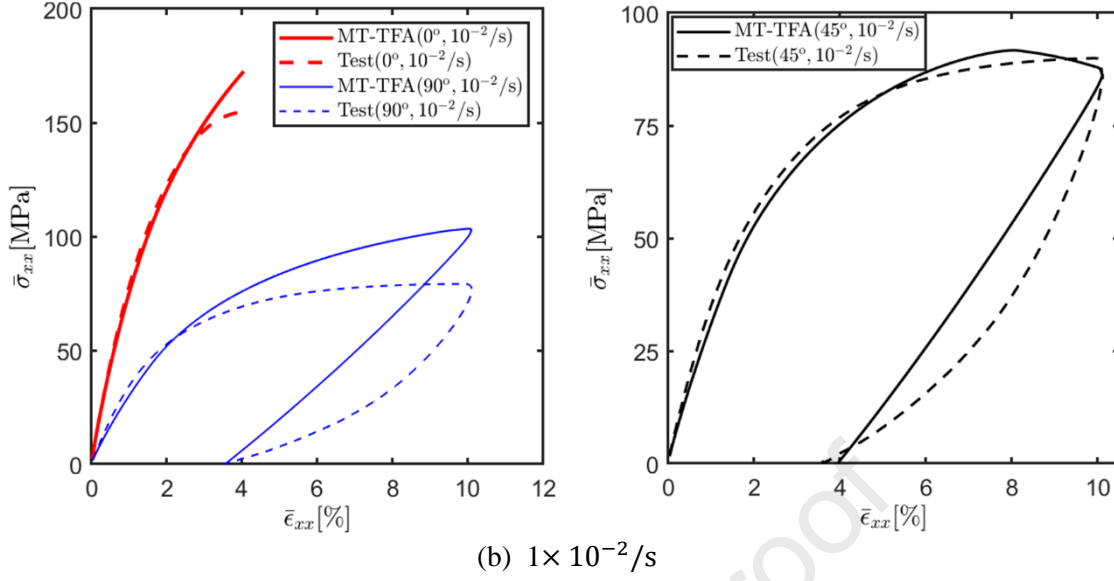 200
150
100
50
0
σ̄xx[MPa]
MT-TFA(0°, 10⁻²/s)
Test(0°, 10⁻²/s)
MT-TFA(90°, 10⁻²/s)
Test(90°, 10⁻²/s)
0 2 4 6 8 10 12
ϵ̄xx[%]
100
75
50
25
0
σ̄xx[MPa]
MT-TFA(45°, 10⁻²/s)
Test(45°, 10⁻²/s)
0 2 4 6 8 10
ϵ̄xx[%]
(b) 1× 10⁻²/s
roof